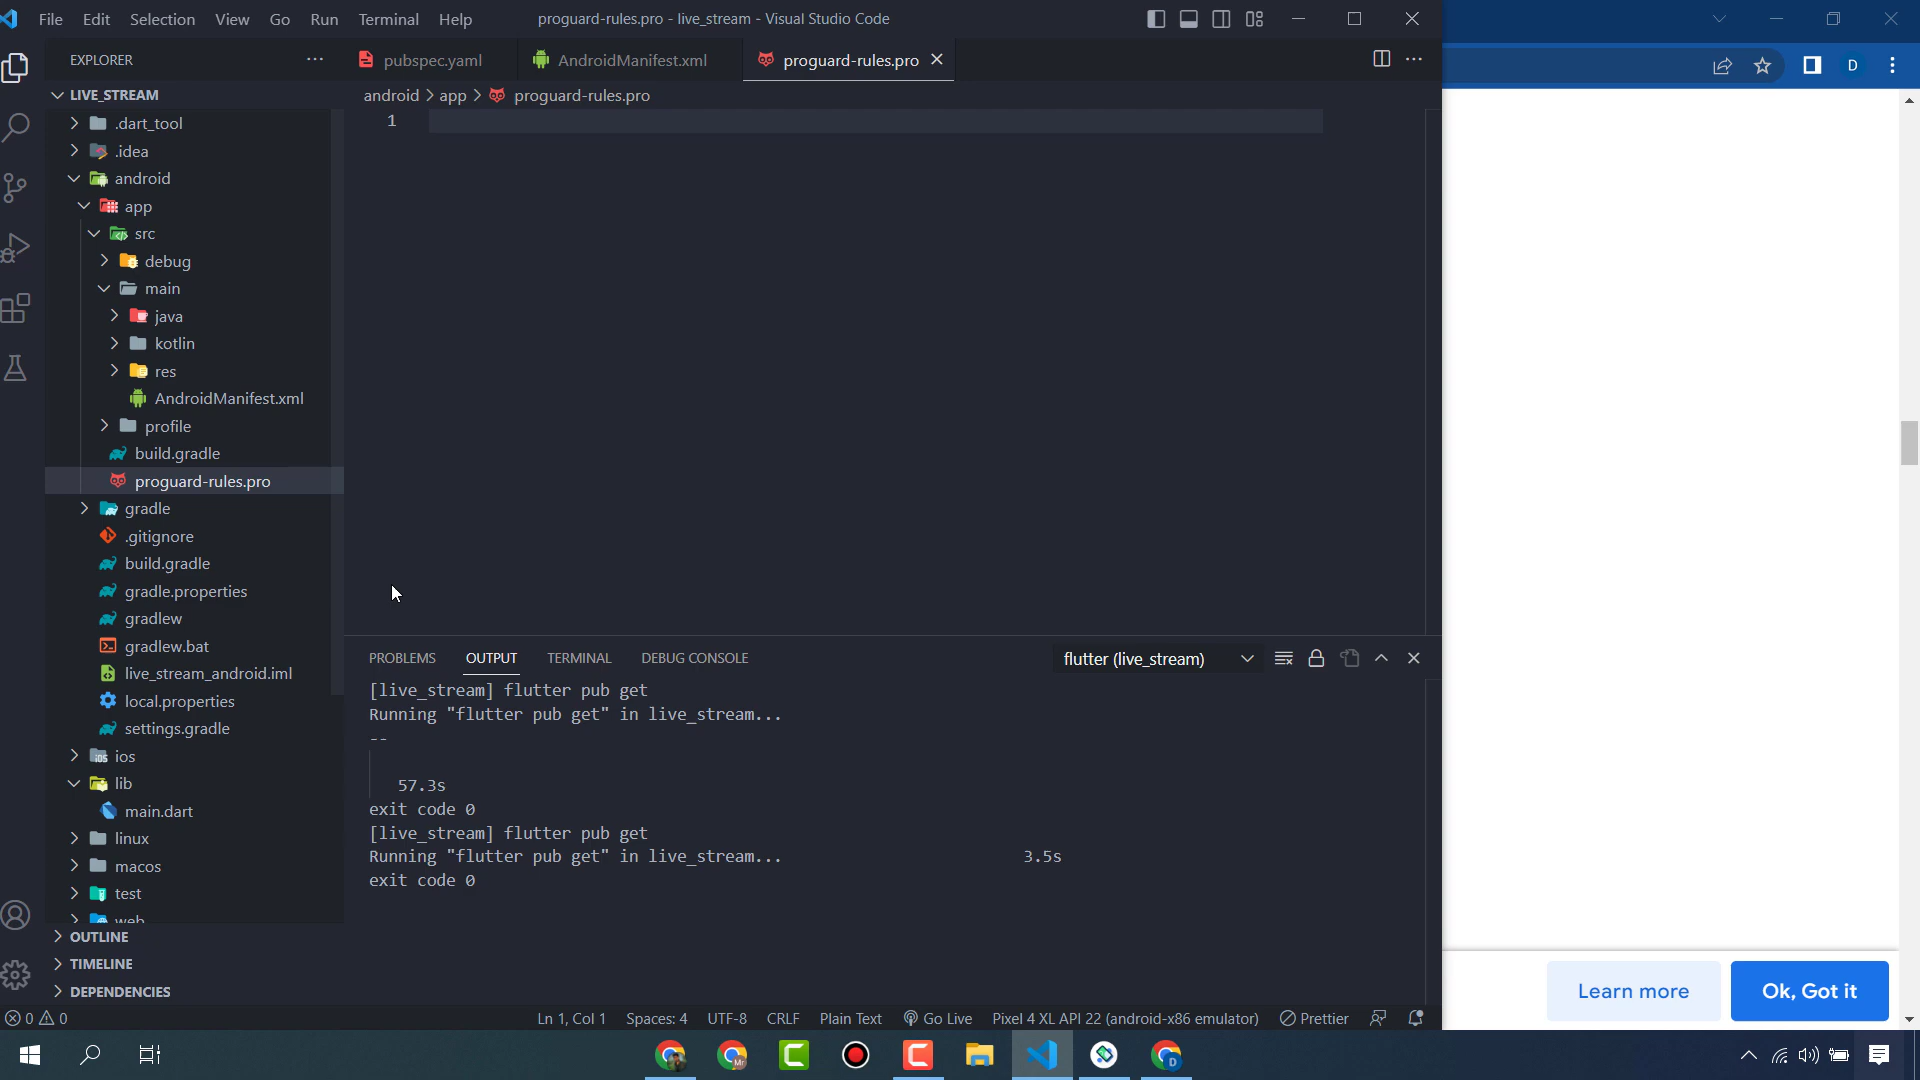 File Edit Selection View Go Run Terminal Help
proguard-rules.pro - live_stream - Visual Studio Code
EXPLORER
pubspec.yaml
AndroidManifest.xml
proguard-rules.pro
D
LIVE_STREAM
android > app > proguard-rules.pro
1
.dart_tool
.idea
android
app
src
debug
main
java
kotlin
res
AndroidManifest.xml
profile
build.gradle
proguard-rules.pro
gradle
.gitignore
build.gradle
gradle.properties
gradlew
gradlew.bat
live_stream_android.iml
local.properties
settings.gradle
ios
lib
main.dart
linux
macos
test
web
OUTLINE
TIMELINE
DEPENDENCIES
PROBLEMS OUTPUT TERMINAL DEBUG CONSOLE
flutter (live_stream)
[live_stream] flutter pub get
Running "flutter pub get" in live_stream...
--
57.3s
exit code 0
[live_stream] flutter pub get
Running "flutter pub get" in live_stream... 3.5s
exit code 0
Learn more
Ok, Got it
0 0
Ln 1, Col 1 Spaces: 4 UTF-8 CRLF Plain Text Go Live Pixel 4 XL API 22 (android-x86 emulator) Prettier